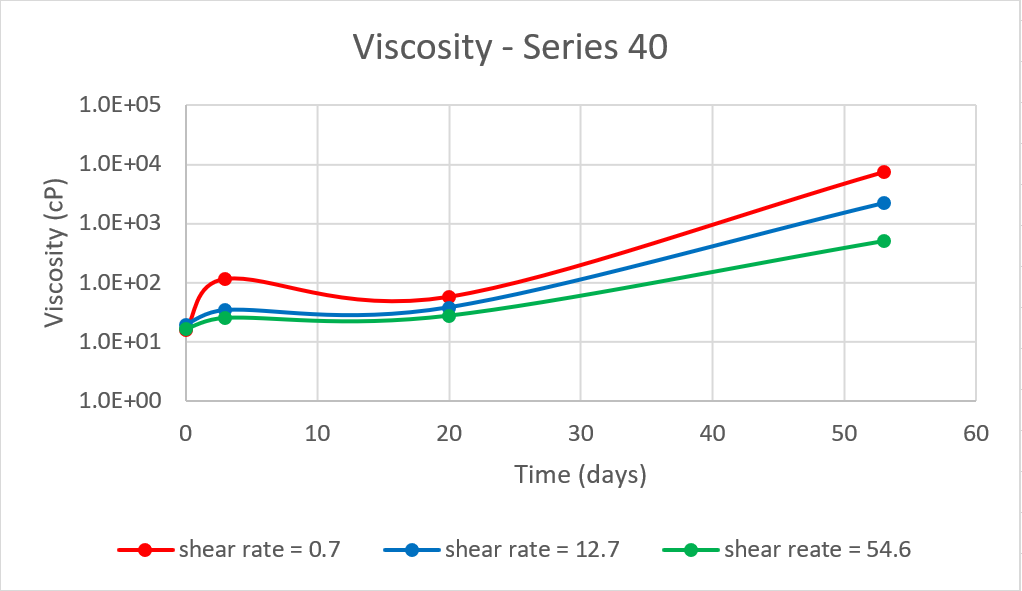 Viscosity - Series 40
1.0E+05
1.0E+04
1.0E+03
1.0E+02
1.0E+01
1.0E+00
Viscosity (cP)
0 10 20 30 40 50 60
Time (days)
shear rate = 0.7 shear rate = 12.7 shear reate = 54.6